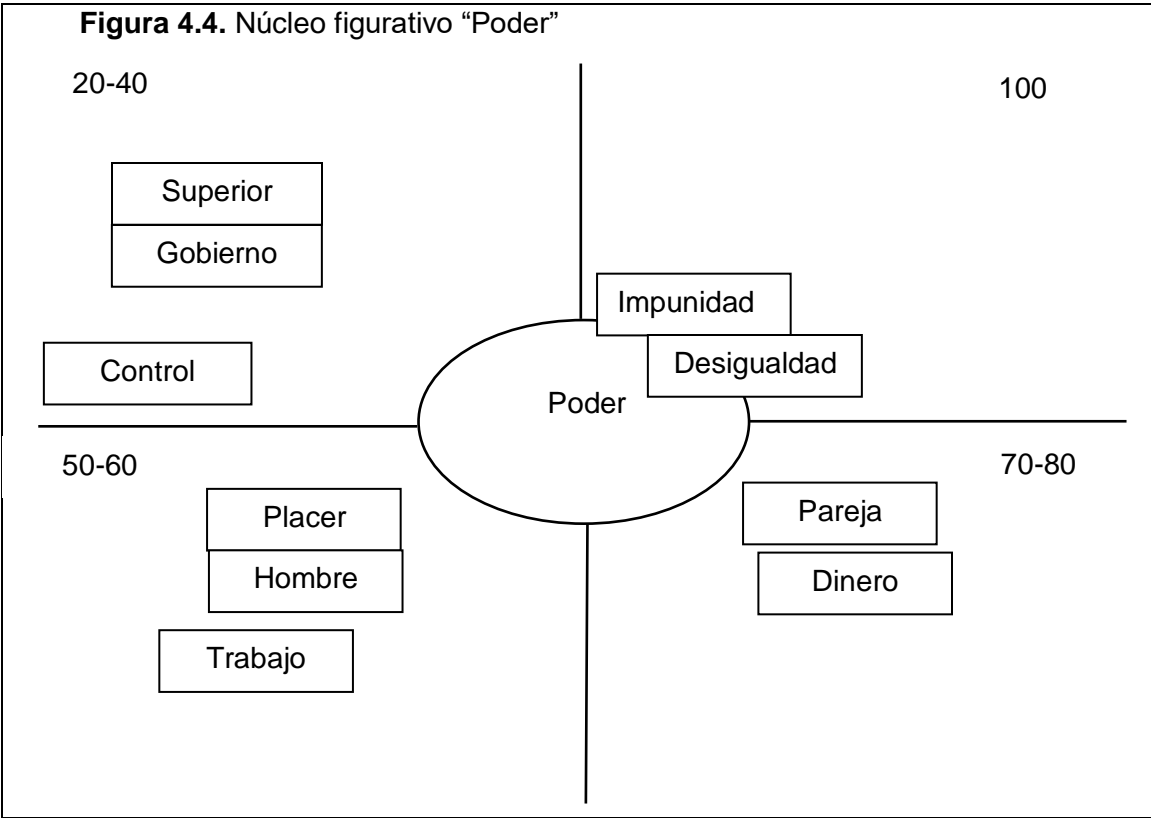 Figura 4.4. Núcleo figurativo “Poder”
20-40
100
Superior
Gobierno
Impunidad
Desigualdad
Control
Poder
50-60
70-80
Placer
Pareja
Hombre
Dinero
Trabajo